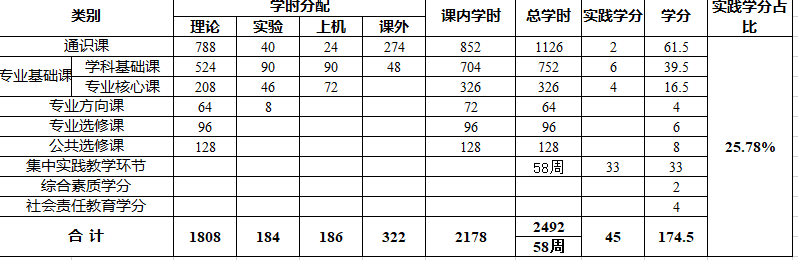 类别 学时分配 课内学时 总学时 实践学分 学分 实践学分占比
理论 实验 上机 课外
通识课 788 40 24 274 852 1126 2 61.5 25.78%
专业基础课 学科基础课 524 90 90 48 704 752 6 39.5
专业核心课 208 46 72 326 326 4 16.5
专业方向课 64 8 72 64 4
专业选修课 96 96 96 6
公共选修课 128 128 128 8
集中实践教学环节 58周 33 33
综合素质学分 2
社会责任教育学分 4
合 计 1808 184 186 322 2178 2492 45 174.5
58周